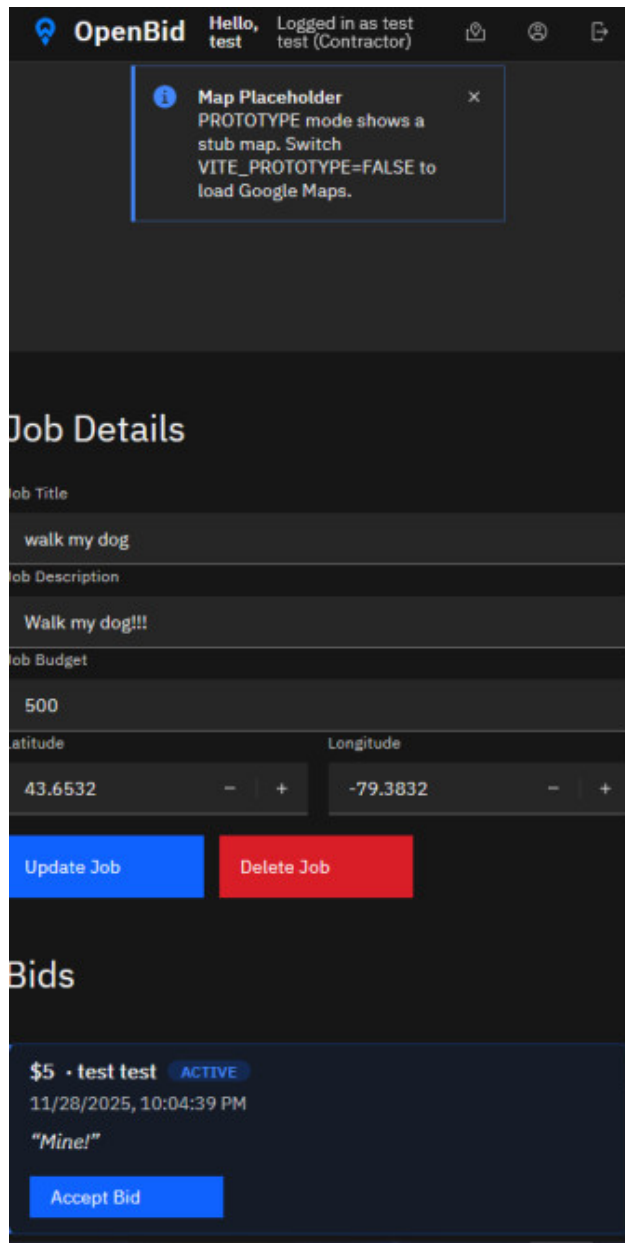 OpenBid
Hello,
test
Logged in as test
test (Contractor)
Map Placeholder
PROTOTYPE mode shows a
stub map. Switch
VITE_PROTOTYPE=FALSE to
load Google Maps.
Job Details
Job Title
walk my dog
Job Description
Walk my dog!!!
Job Budget
500
Latitude Longitude
43.6532 − + -79.3832 − +
Update Job Delete Job
Bids
$5 · test test ACTIVE
11/28/2025, 10:04:39 PM
“Mine!”
Accept Bid